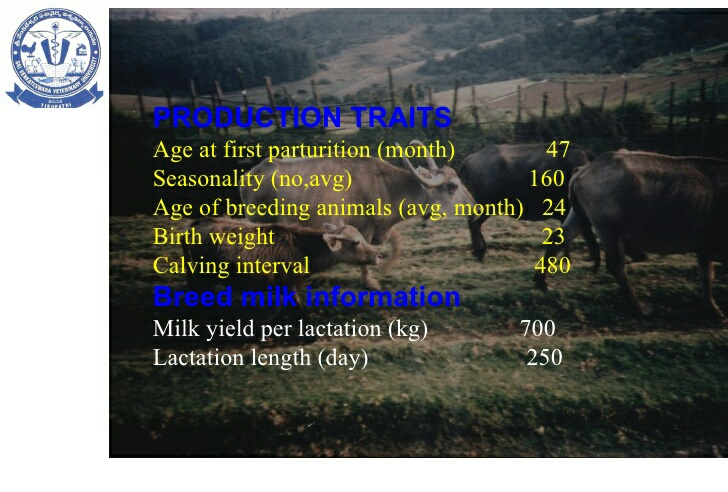 SRI VENKATESWARA VETERINARY UNIVERSITY
TIRUPATHI
PRODUCTION TRAITS
Age at first parturition (month) 47
Seasonality (no,avg) 160
Age of breeding animals (avg, month) 24
Birth weight 23
Calving interval 480
Breed milk information
Milk yield per lactation (kg) 700
Lactation length (day) 250